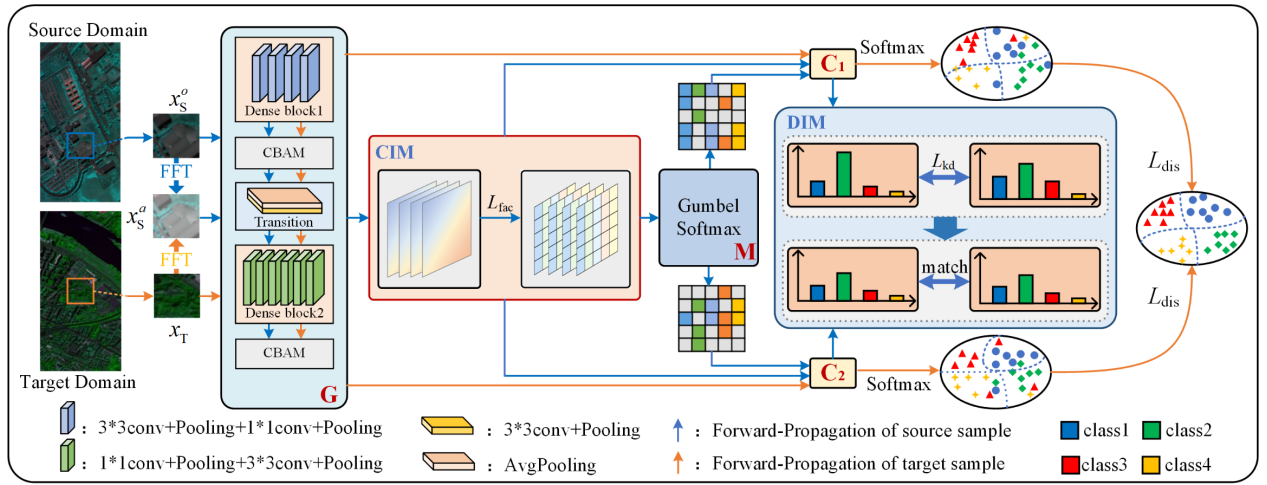 Source Domain
x_S^o
FFT
x_S^a
FFT
x_T
Target Domain
Dense block1
CBAM
Transition
Dense block2
CBAM
G
CIM
L_fac
Gumbel
Softmax
M
C_1
Softmax
DIM
L_kd
match
C_2
Softmax
L_dis
L_dis
: 3*3conv+Pooling+1*1conv+Pooling
: 1*1conv+Pooling+3*3conv+Pooling
: 3*3conv+Pooling
: AvgPooling
: Forward-Propagation of source sample
: Forward-Propagation of target sample
class1
class2
class3
class4